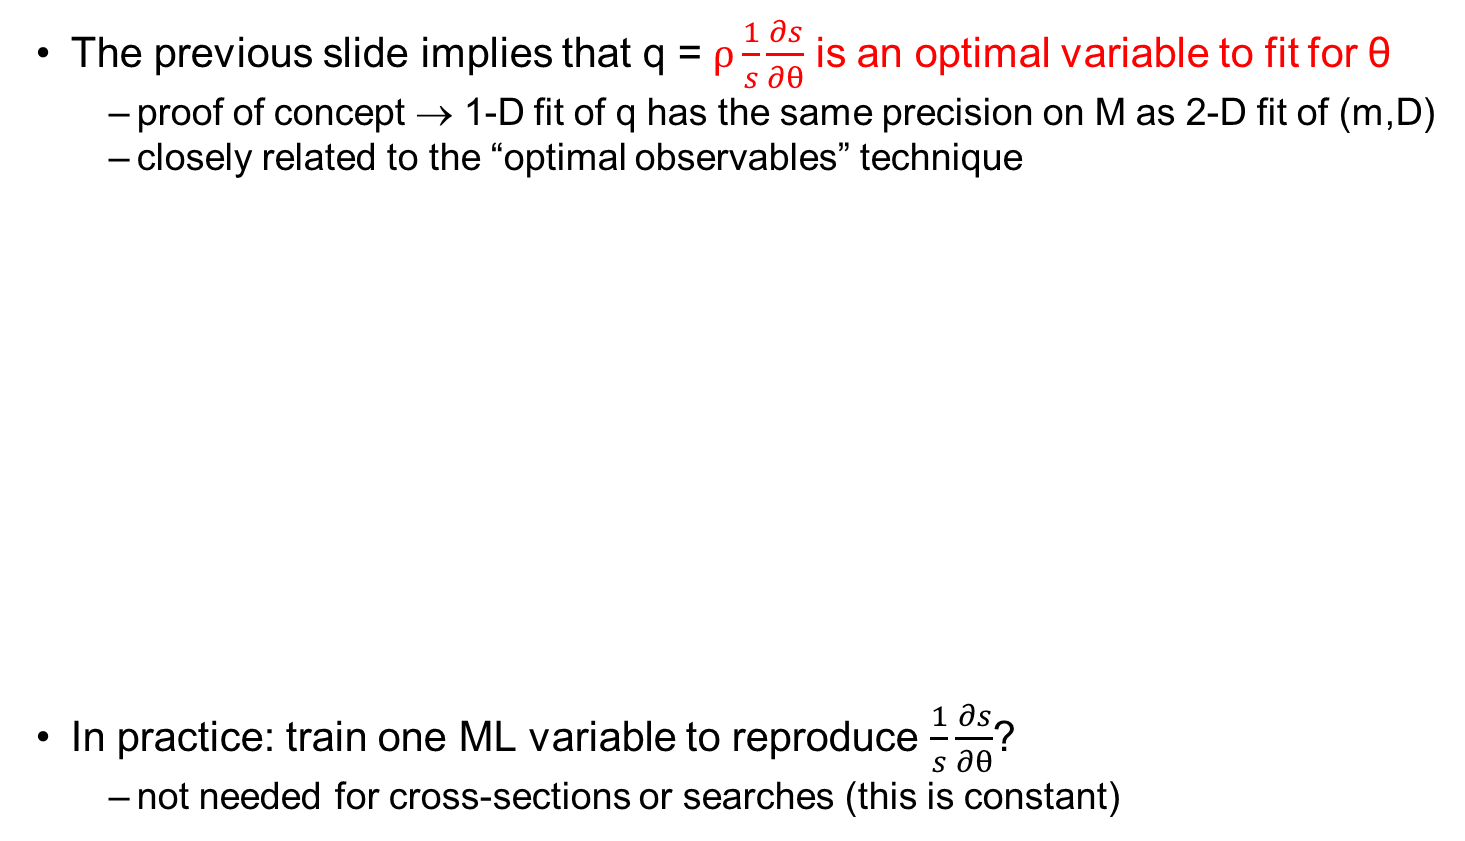 • The previous slide implies that q = ρ 1/s ∂s/∂θ is an optimal variable to fit for θ
– proof of concept → 1-D fit of q has the same precision on M as 2-D fit of (m,D)
– closely related to the “optimal observables” technique
• In practice: train one ML variable to reproduce 1/s ∂s/∂θ?
– not needed for cross-sections or searches (this is constant)